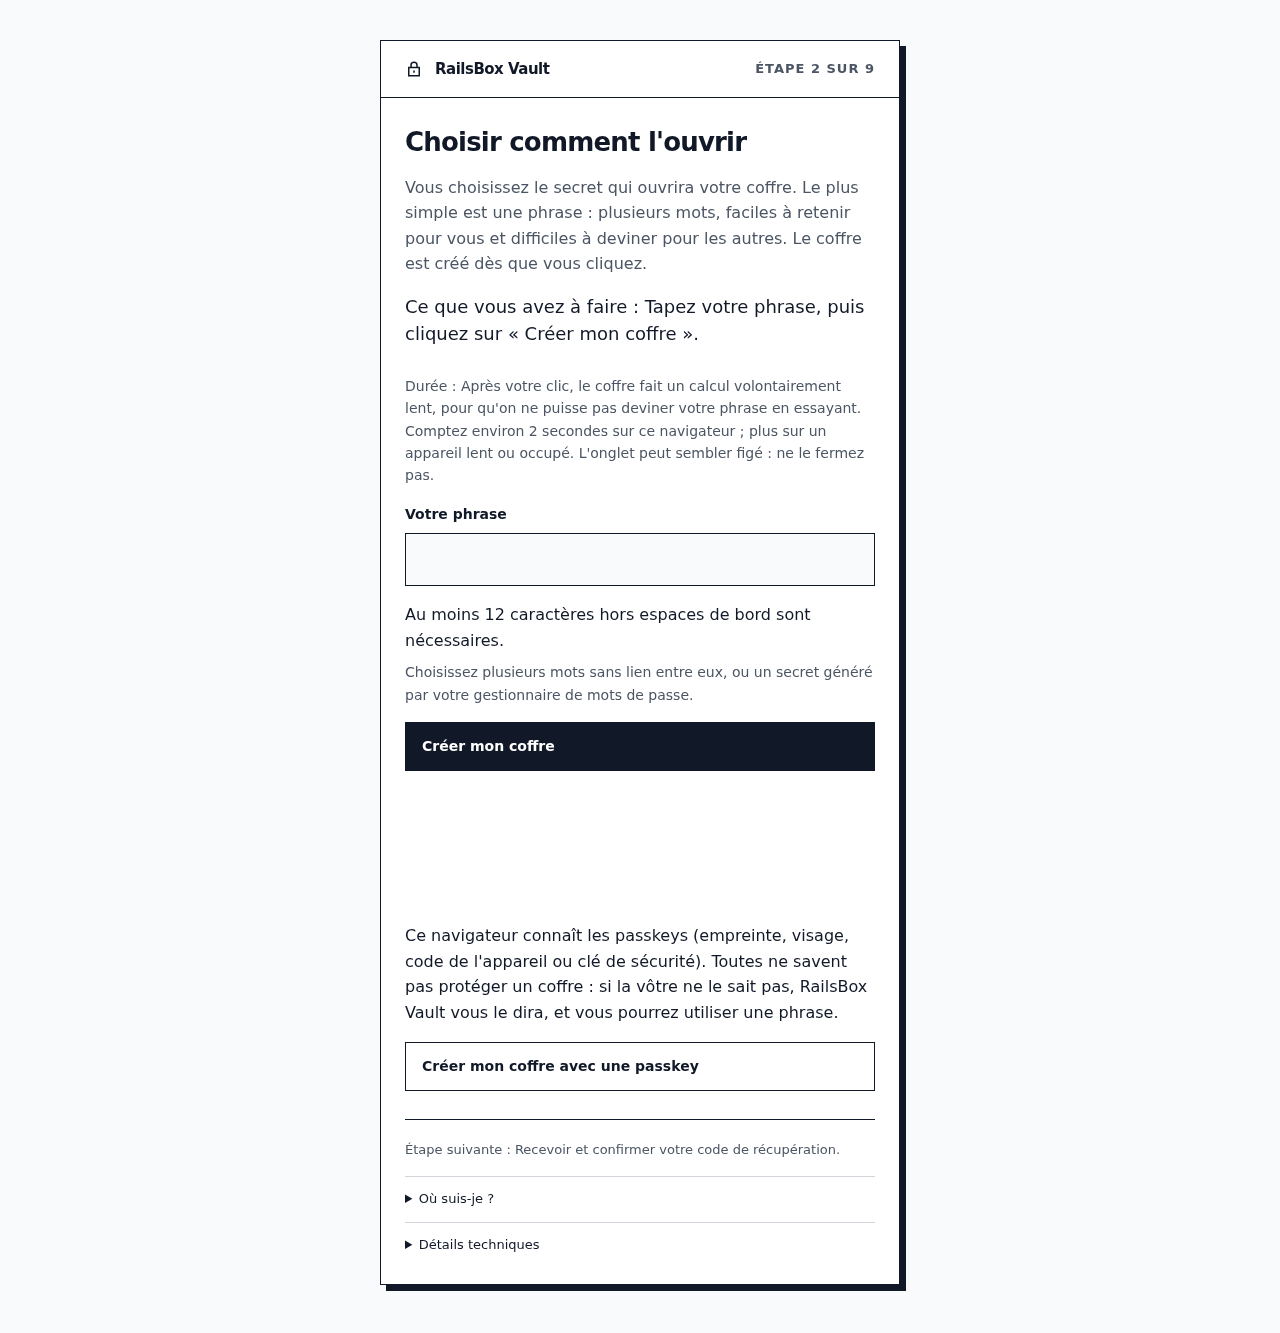 RailsBox Vault
ÉTAPE 2 SUR 9
Choisir comment l'ouvrir
Vous choisissez le secret qui ouvrira votre coffre. Le plus
simple est une phrase : plusieurs mots, faciles à retenir
pour vous et difficiles à deviner pour les autres. Le coffre
est créé dès que vous cliquez.
Ce que vous avez à faire : Tapez votre phrase, puis
cliquez sur « Créer mon coffre ».
Durée : Après votre clic, le coffre fait un calcul volontairement
lent, pour qu'on ne puisse pas deviner votre phrase en essayant.
Comptez environ 2 secondes sur ce navigateur ; plus sur un
appareil lent ou occupé. L'onglet peut sembler figé : ne le fermez
pas.
Votre phrase
Au moins 12 caractères hors espaces de bord sont
nécessaires.
Choisissez plusieurs mots sans lien entre eux, ou un secret généré
par votre gestionnaire de mots de passe.
Créer mon coffre
Ce navigateur connaît les passkeys (empreinte, visage,
code de l'appareil ou clé de sécurité). Toutes ne savent
pas protéger un coffre : si la vôtre ne le sait pas, RailsBox
Vault vous le dira, et vous pourrez utiliser une phrase.
Créer mon coffre avec une passkey
Étape suivante : Recevoir et confirmer votre code de récupération.
Où suis-je ?
Détails techniques